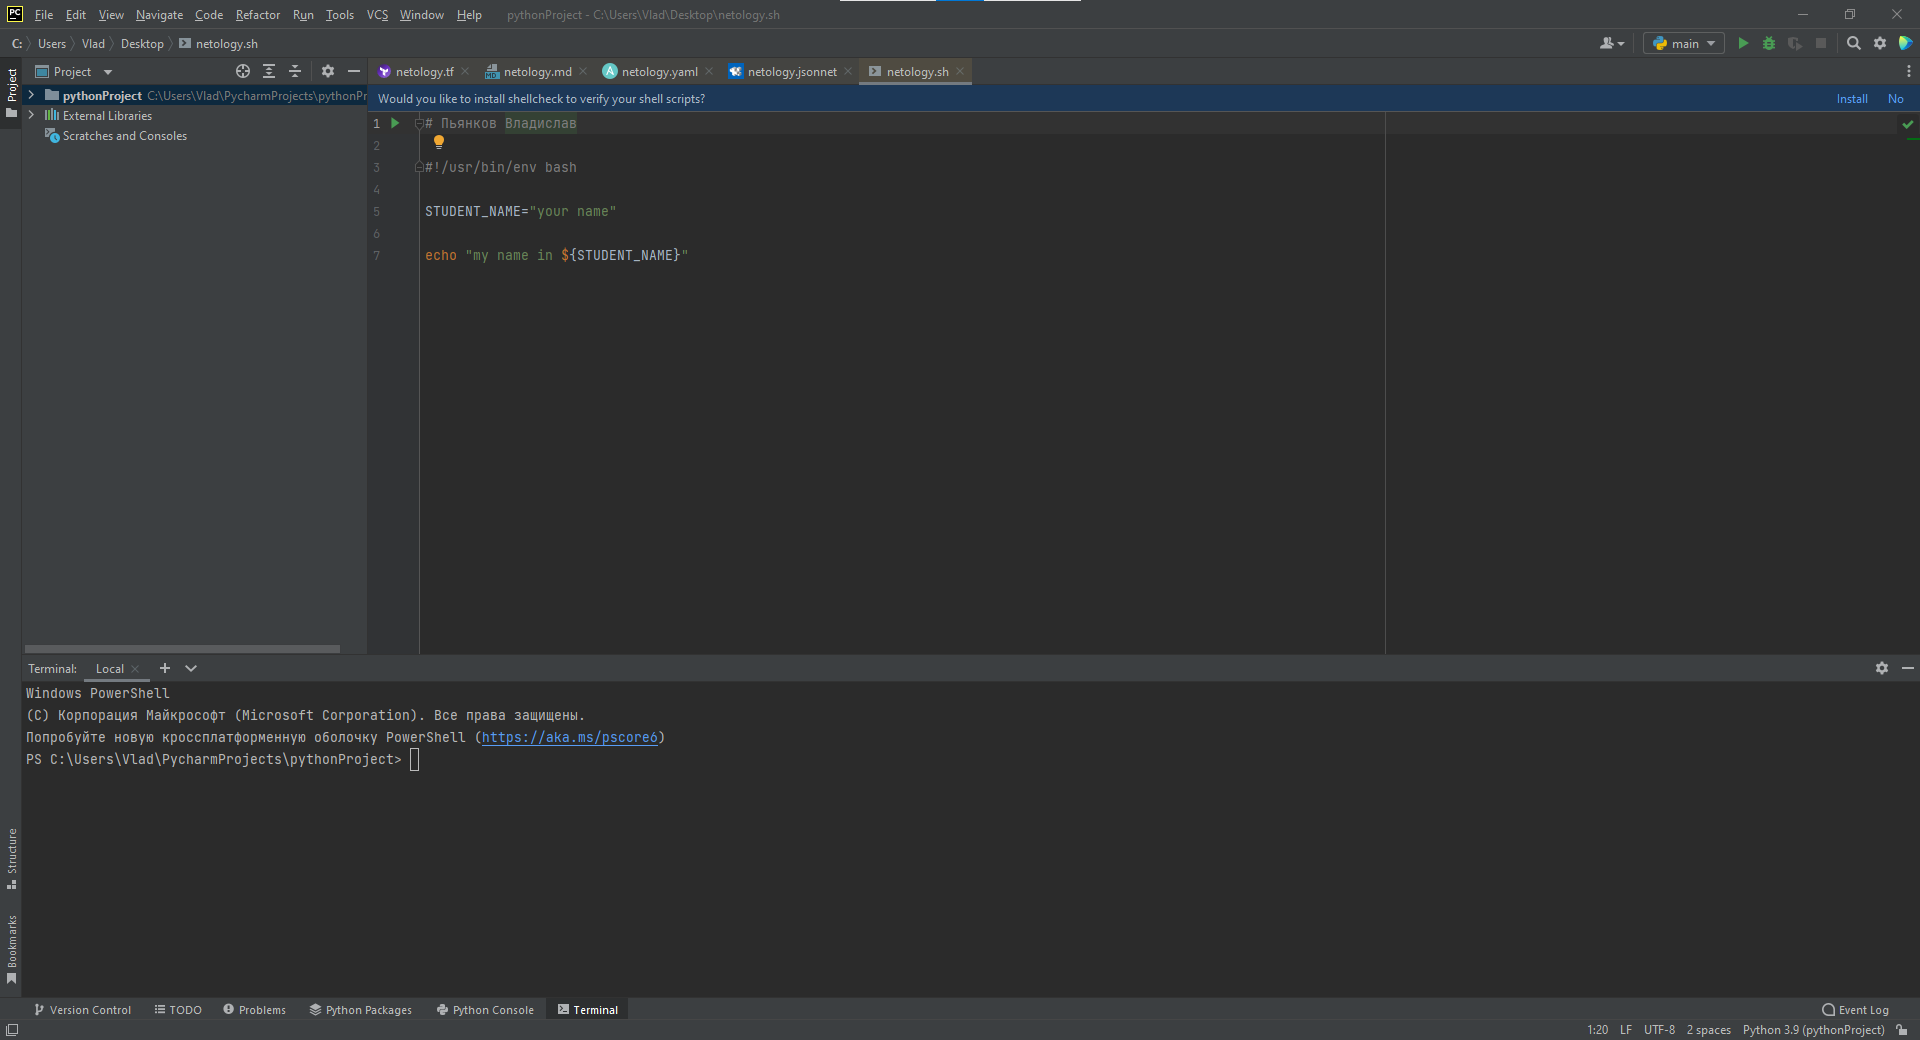 PC File Edit View Navigate Code Refactor Run Tools VCS Window Help pythonProject - C:\Users\Vlad\Desktop\netology.sh
C: Users Vlad Desktop netology.sh
main
Project
Project
netology.tf netology.md netology.yaml netology.jsonnet netology.sh
pythonProject C:\Users\Vlad\PycharmProjects\pythonPr
External Libraries
Scratches and Consoles
Would you like to install shellcheck to verify your shell scripts? Install No
1 # Пьянков Владислав
2
3 #!/usr/bin/env bash
4
5 STUDENT_NAME="your name"
6
7 echo "my name in ${STUDENT_NAME}"
Terminal: Local
Windows PowerShell
(C) Корпорация Майкрософт (Microsoft Corporation). Все права защищены.
Попробуйте новую кроссплатформенную оболочку PowerShell (https://aka.ms/pscore6)
PS C:\Users\Vlad\PycharmProjects\pythonProject>
Structure
Bookmarks
Version Control TODO Problems Python Packages Python Console Terminal Event Log
1:20 LF UTF-8 2 spaces Python 3.9 (pythonProject)